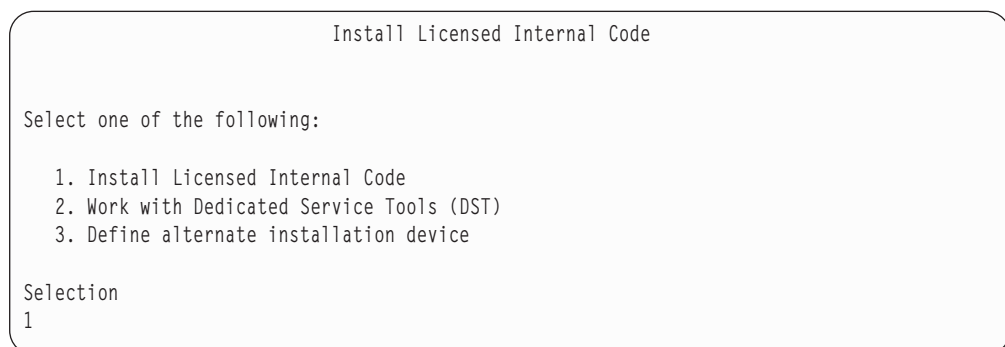 Install Licensed Internal Code
Select one of the following:
1. Install Licensed Internal Code
2. Work with Dedicated Service Tools (DST)
3. Define alternate installation device
Selection
1